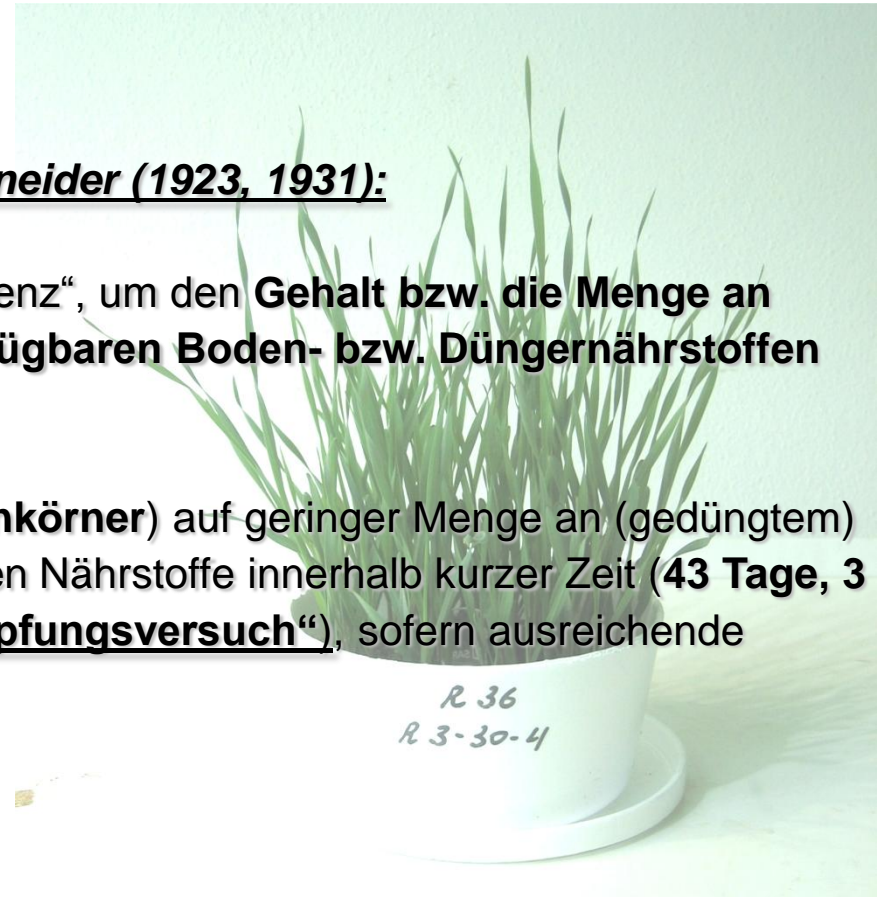 neider (1923, 1931):
enz“, um den Gehalt bzw. die Menge an
ügbaren Boden- bzw. Düngernährstoffen
nkörner) auf geringer Menge an (gedüngtem)
en Nährstoffe innerhalb kurzer Zeit (43 Tage, 3
pfungsversuch“), sofern ausreichende
R 36
R 3-30-4